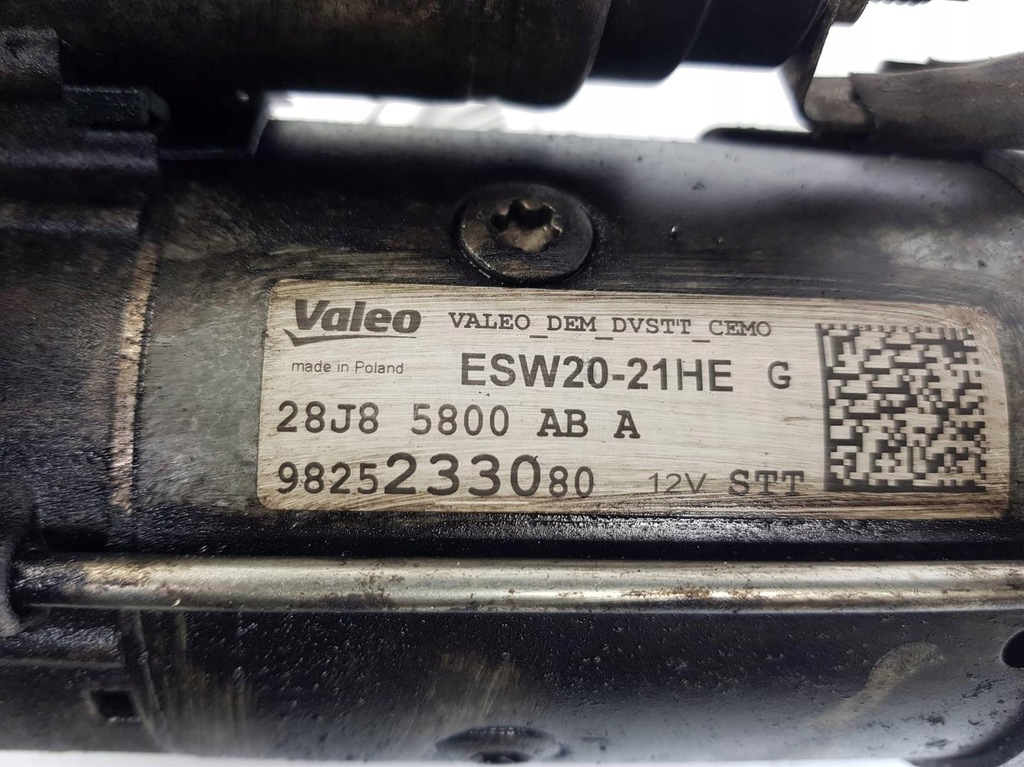 Valeo VALEO_DEM_DVSTT_CEMO
made in Poland ESW20-21HE G
28J8 5800 AB A
9825233080 12V STT